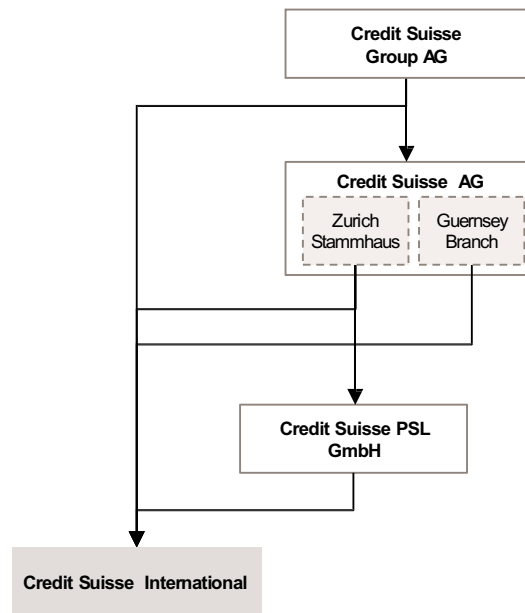 Credit Suisse
Group AG
Credit Suisse AG
Zurich
Stammhaus
Guernsey
Branch
Credit Suisse PSL
GmbH
Credit Suisse International